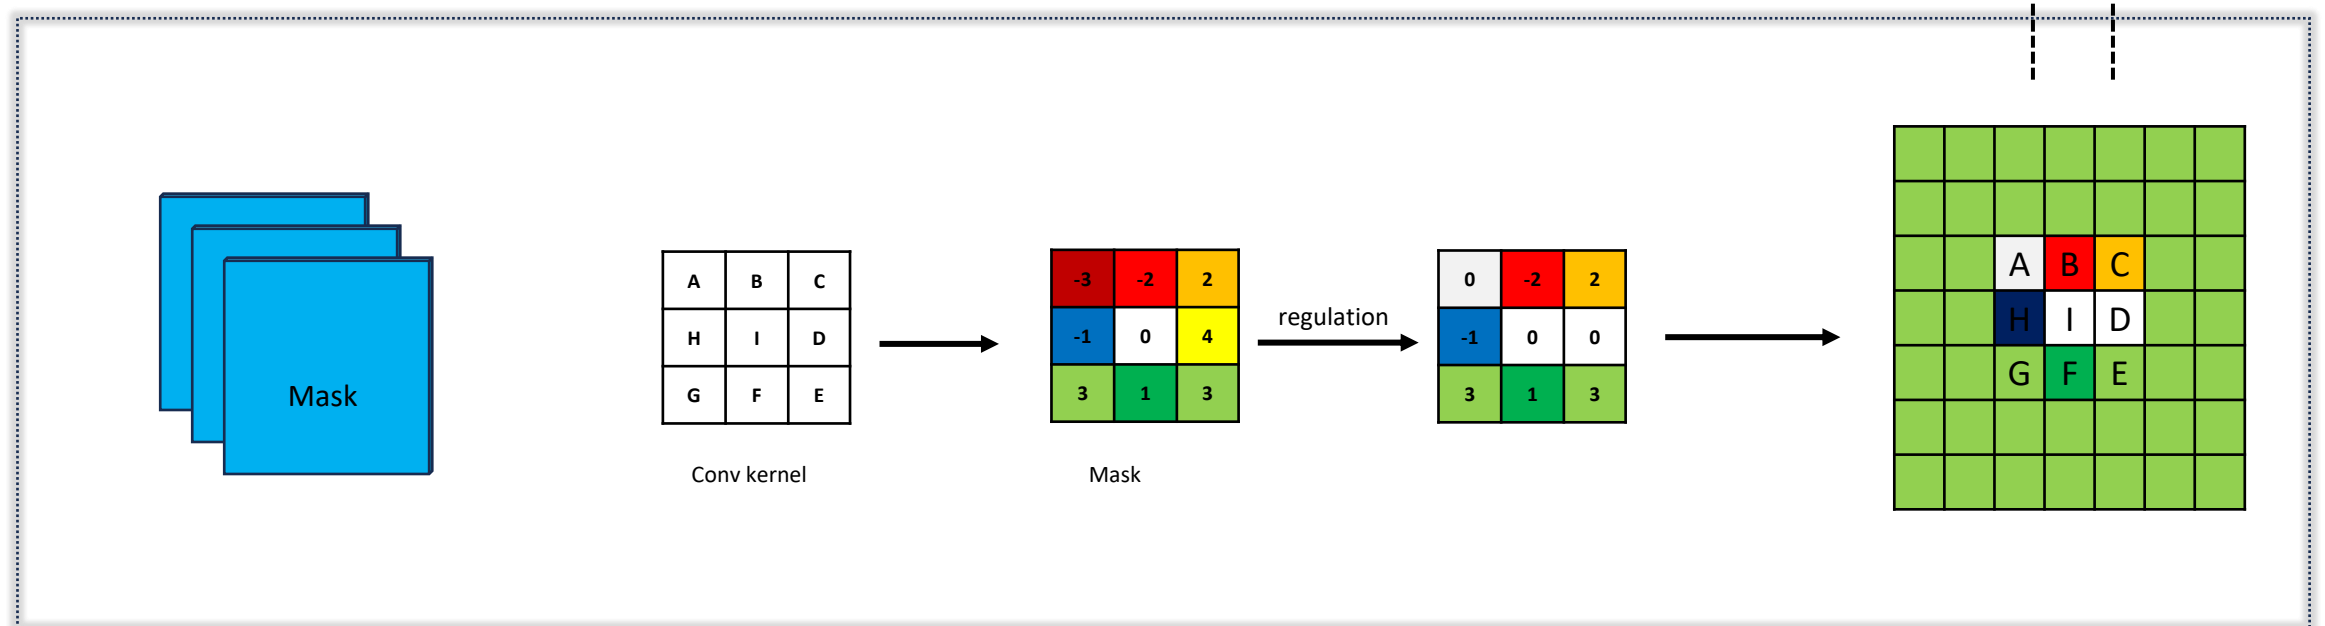 Mask
A B C
H I D
G F E
Conv kernel
-3 -2 2
-1 0 4
3 1 3
Mask
regulation
0 -2 2
-1 0 0
3 1 3
A B C
H I D
G F E